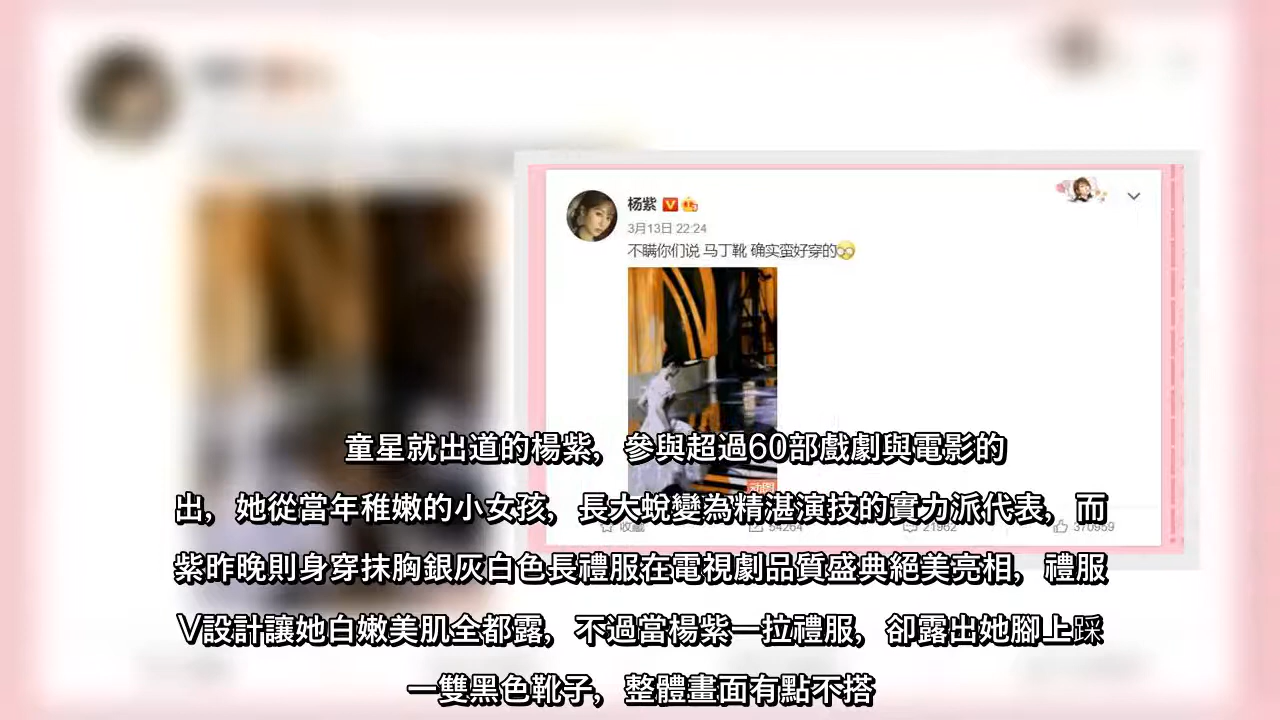 杨紫
3月13日 22:24
不瞒你们说 马丁靴 确实蛮好穿的
动图
收藏
54264
21962
370959
童星就出道的楊紫，參與超過60部戲劇與電影的
出，她從當年稚嫩的小女孩，長大蛻變為精湛演技的實力派代表，而
紫昨晚則身穿抹胸銀灰白色長禮服在電視劇品質盛典絕美亮相，禮服
V設計讓她白嫩美肌全都露，不過當楊紫一拉禮服，卻露出她腳上踩
一雙黑色靴子，整體畫面有點不搭